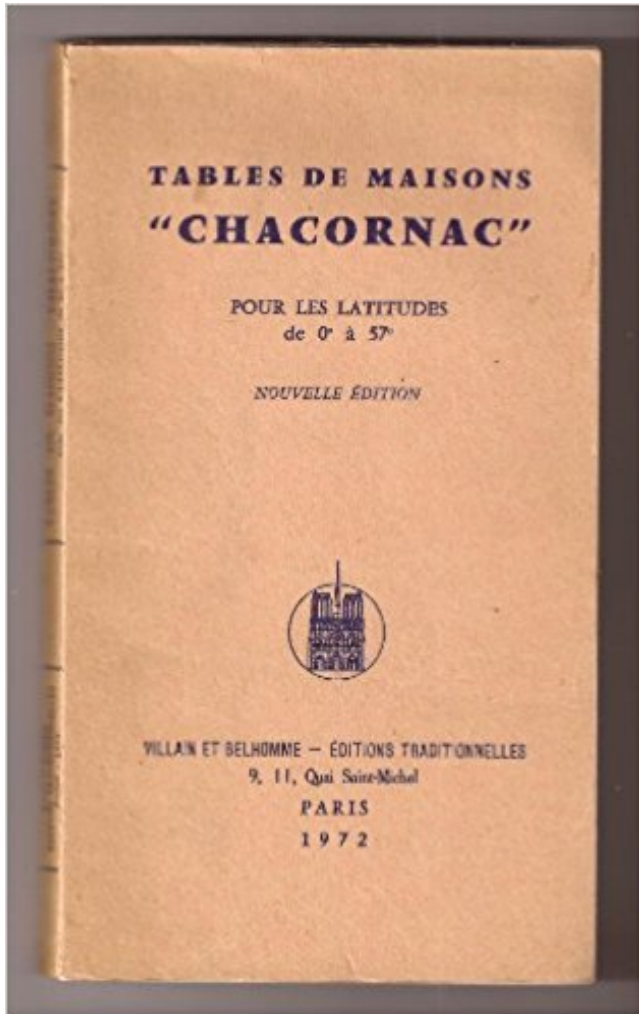 TABLES DE MAISONS
“CHACORNAC”
POUR LES LATITUDES
de 0° à 57°
NOUVELLE ÉDITION
VILLAIN ET BELHOMME — ÉDITIONS TRADITIONNELLES
9, 11, Quai Saint-Michel
PARIS
1972